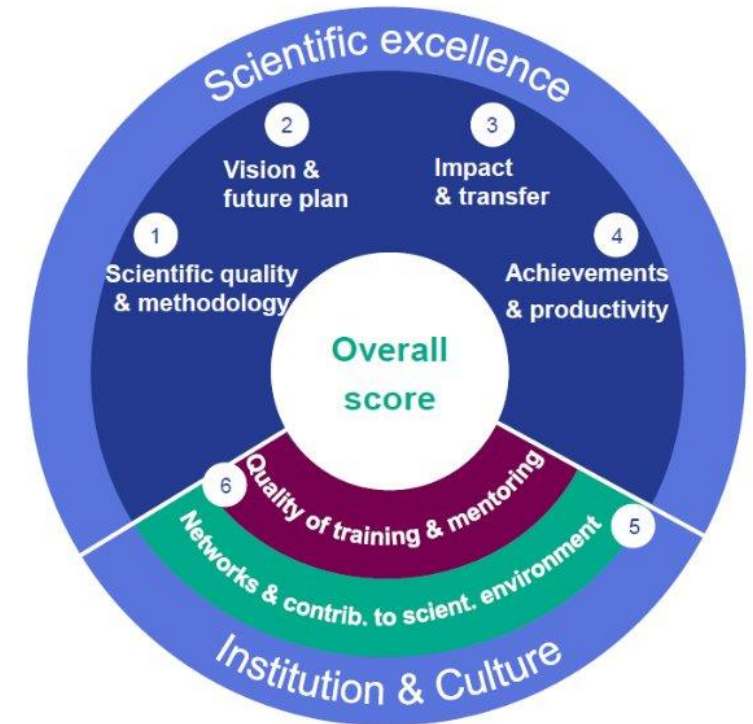 Scientific excellence
1
Scientific quality
& methodology
2
Vision &
future plan
3
Impact
& transfer
4
Achievements
& productivity
Overall
score
6
Quality of training & mentoring
5
Networks & contrib. to scient. environment
Institution & Culture